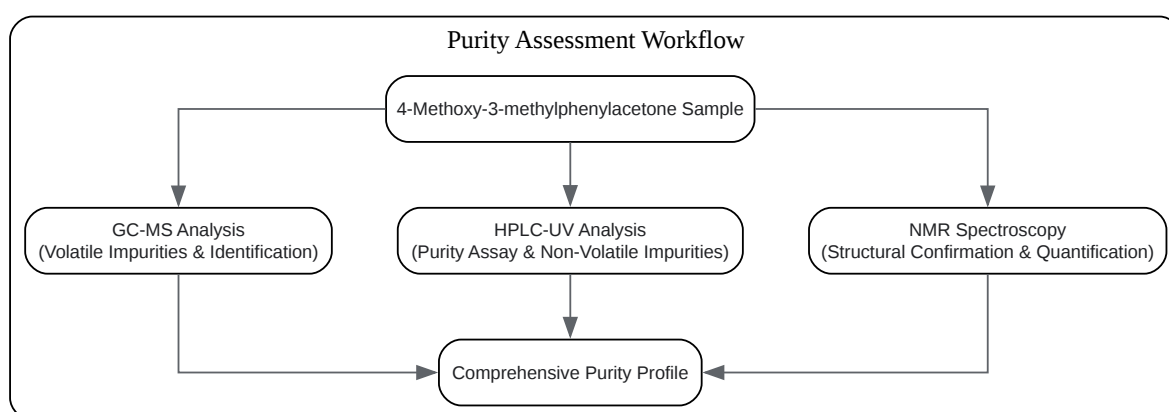 Purity Assessment Workflow
4-Methoxy-3-methylphenylacetone Sample
GC-MS Analysis
(Volatile Impurities & Identification)
HPLC-UV Analysis
(Purity Assay & Non-Volatile Impurities)
NMR Spectroscopy
(Structural Confirmation & Quantification)
Comprehensive Purity Profile